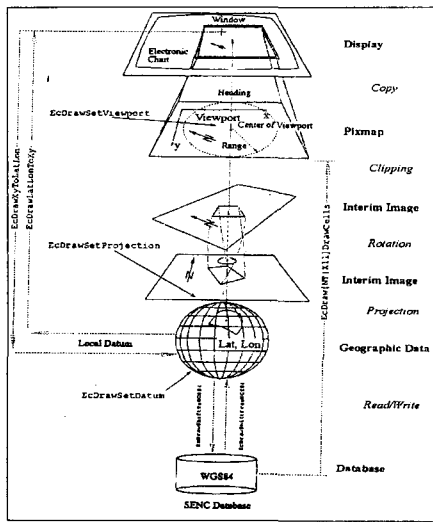 Window
Display
Electronic
Chart
Copy
Heading
EcDrawSetViewport
Viewport
x
Center of Viewport
Pixmap
y
Range
Clipping
EcDrawXyToLatLon
EcDrawLatLonToXy
Interim Image
N
Rotation
EcDraw[NT|X11]DrawCells
EcDrawSetProjection
N
Interim Image
Projection
Local Datum
Lat, Lon
Geographic Data
EcDrawSetDatum
Read/Write
Database
WGS84
SENC Database